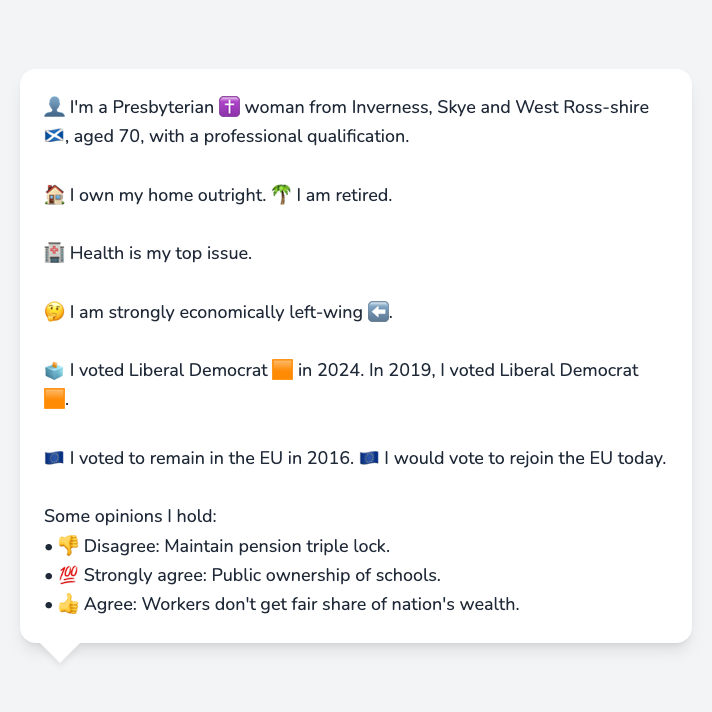 👤 I'm a Presbyterian ✝️ woman from Inverness, Skye and West Ross-shire
🏴󠁧󠁢󠁳󠁣󠁴󠁿, aged 70, with a professional qualification.
🏠 I own my home outright. 🌴 I am retired.
🏥 Health is my top issue.
🤔 I am strongly economically left-wing ⬅️.
🗳️ I voted Liberal Democrat 🟧 in 2024. In 2019, I voted Liberal Democrat
🟧.
🇪🇺 I voted to remain in the EU in 2016. 🇪🇺 I would vote to rejoin the EU today.
Some opinions I hold:
• 👎 Disagree: Maintain pension triple lock.
• 💯 Strongly agree: Public ownership of schools.
• 👍 Agree: Workers don't get fair share of nation's wealth.